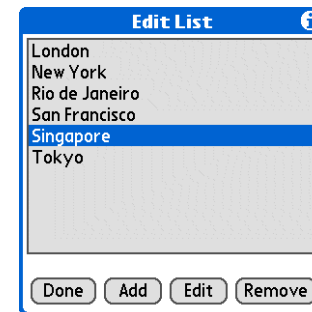 Edit List
London
New York
Rio de Janeiro
San Francisco
Singapore
Tokyo
Done Add Edit Remove